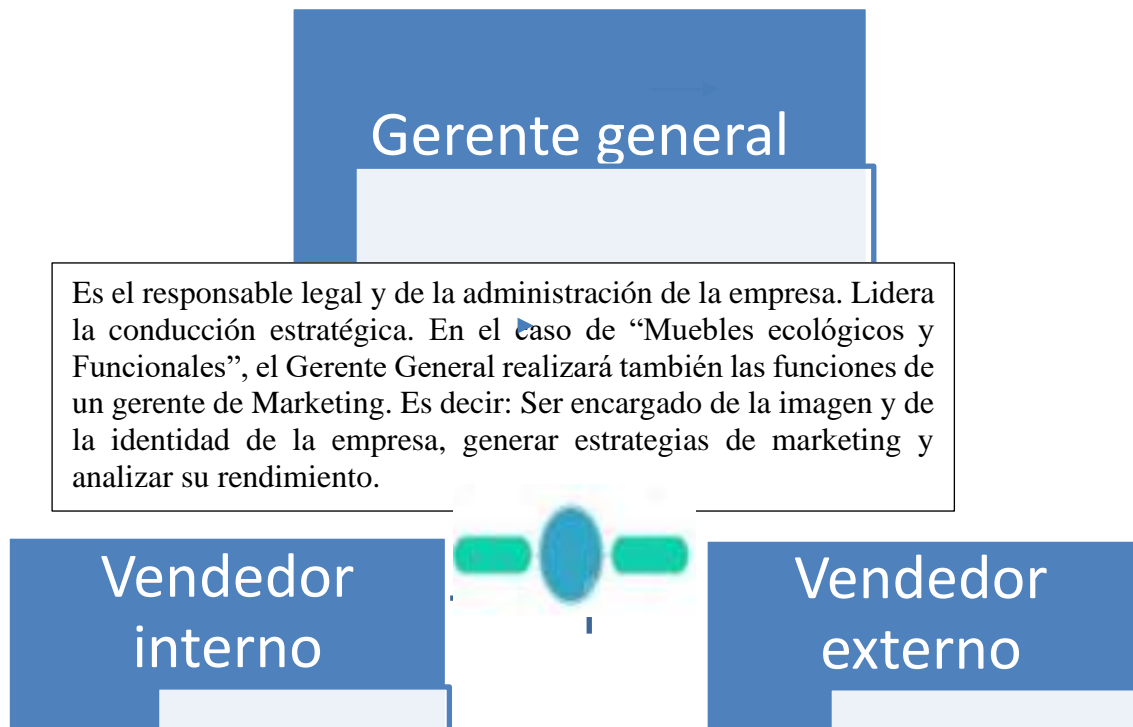 Gerente general
Es el responsable legal y de la administración de la empresa. Lidera
la conducción estratégica. En el caso de “Muebles ecológicos y
Funcionales”, el Gerente General realizará también las funciones de
un gerente de Marketing. Es decir: Ser encargado de la imagen y de
la identidad de la empresa, generar estrategias de marketing y
analizar su rendimiento.
Vendedor
interno
Vendedor
externo